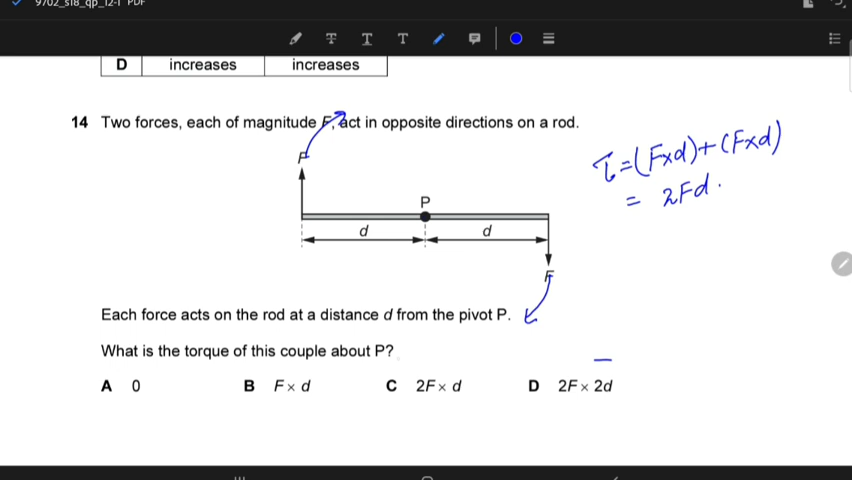 9702_s18_qp_12-1 PDF
D increases increases
14 Two forces, each of magnitude F, act in opposite directions on a rod.
F
P
d d
F
τ=(F×d)+(F×d)
= 2Fd.
Each force acts on the rod at a distance d from the pivot P.
What is the torque of this couple about P?
A 0 B F × d C 2F × d D 2F × 2d